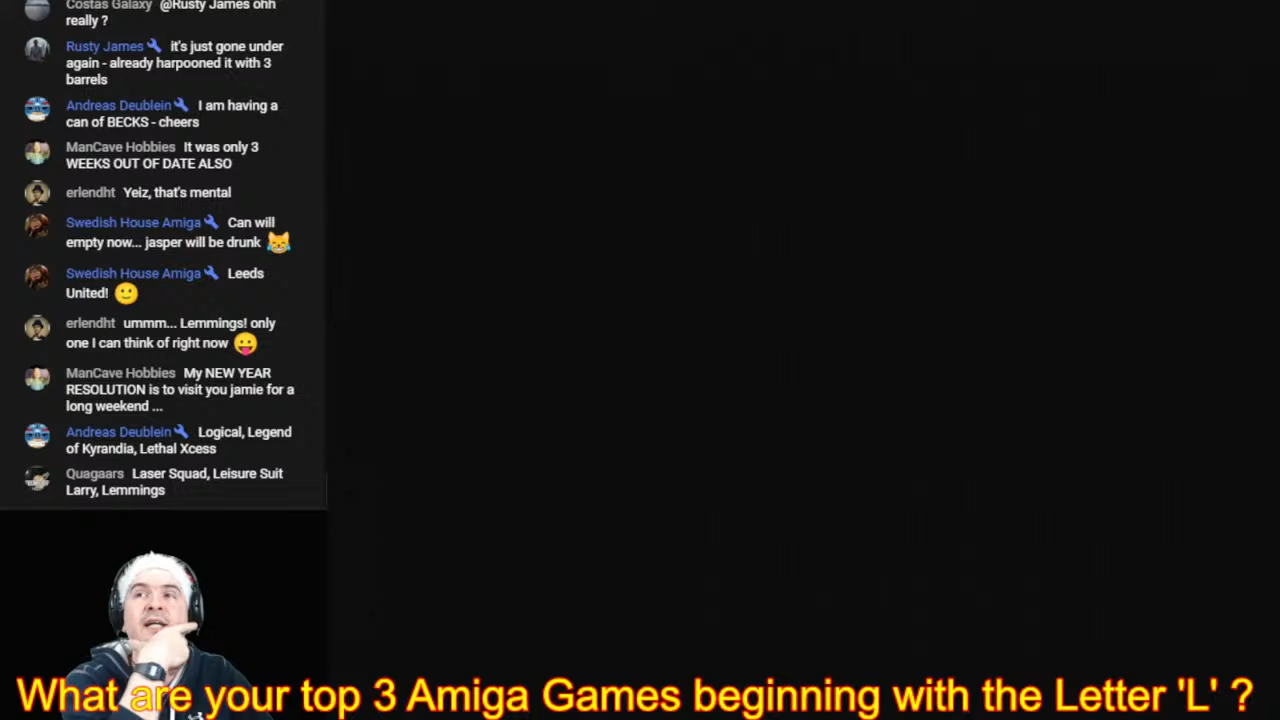 Costas Galaxy @Rusty James ohh
really ?
Rusty James it's just gone under
again - already harpooned it with 3
barrels
Andreas Deublein I am having a
can of BECKS - cheers
ManCave Hobbies It was only 3
WEEKS OUT OF DATE ALSO
erlendht Yeiz, that's mental
Swedish House Amiga Can will
empty now... jasper will be drunk
Swedish House Amiga Leeds
United!
erlendht ummm... Lemmings! only
one I can think of right now
ManCave Hobbies My NEW YEAR
RESOLUTION is to visit you jamie for a
long weekend ...
Andreas Deublein Logical, Legend
of Kyrandia, Lethal Xcess
Quagaars Laser Squad, Leisure Suit
Larry, Lemmings
What are your top 3 Amiga Games beginning with the Letter 'L' ?